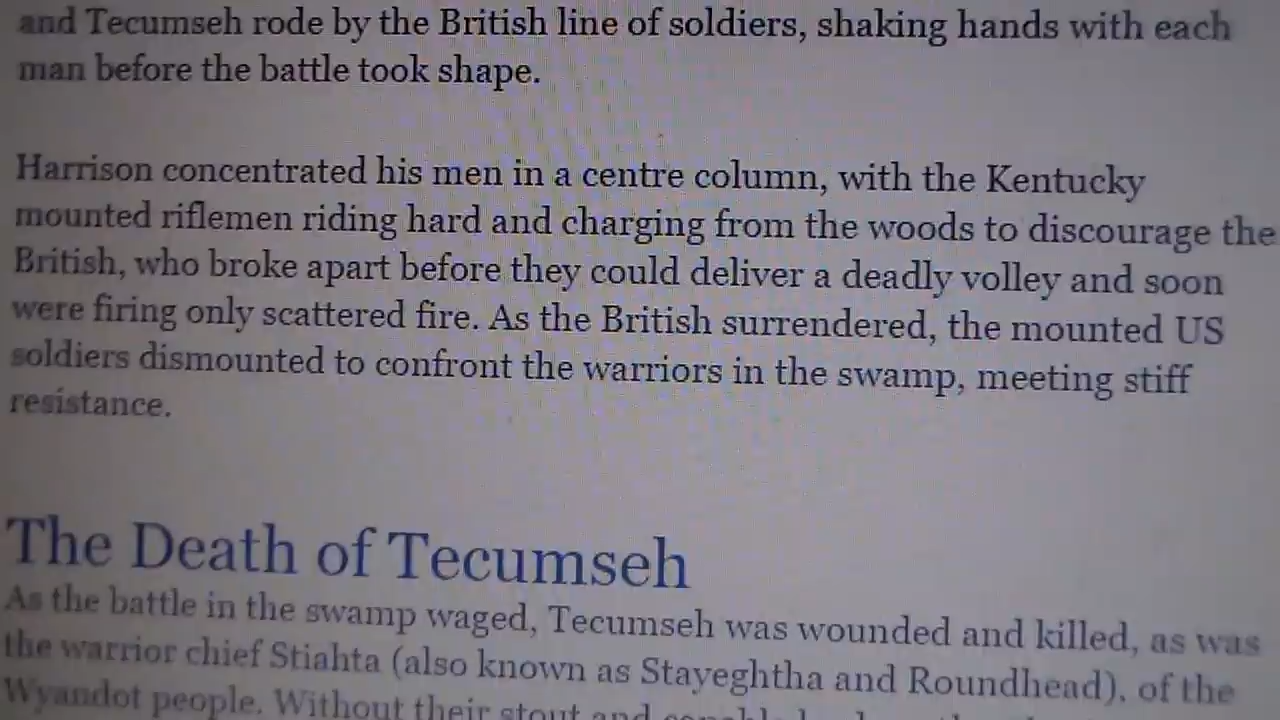 and Tecumseh rode by the British line of soldiers, shaking hands with each
man before the battle took shape.
Harrison concentrated his men in a centre column, with the Kentucky
mounted riflemen riding hard and charging from the woods to discourage the
British, who broke apart before they could deliver a deadly volley and soon
were firing only scattered fire. As the British surrendered, the mounted US
soldiers dismounted to confront the warriors in the swamp, meeting stiff
resistance.
The Death of Tecumseh
As the battle in the swamp waged, Tecumseh was wounded and killed, as was
the warrior chief Stiahta (also known as Stayeghtha and Roundhead), of the
Wyandot people. Without their stout and